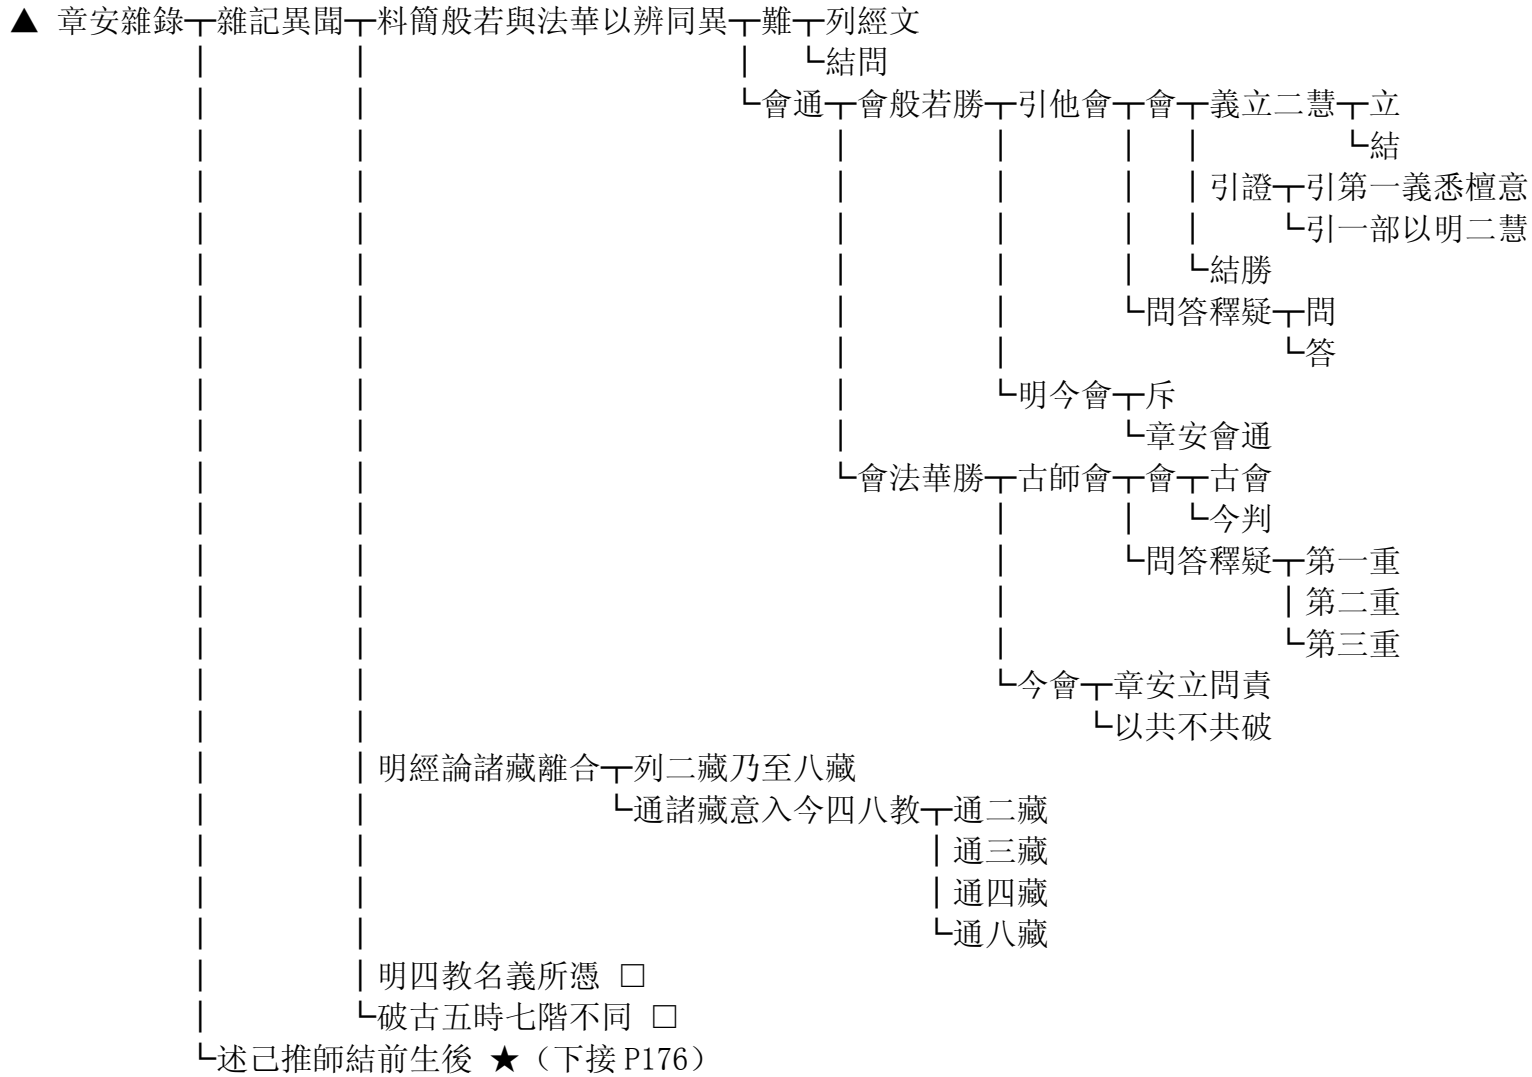 ▲ 章安雜錄┬雜記異聞┬料簡般若與法華以辨同異┬難┬列經文
└結問
└會通┬會般若勝┬引他會┬會┬義立二慧┬立
└結
引證┬引第一義悉檀意
└引一部以明二慧
└結勝
└問答釋疑┬問
└答
└明今會┬斥
└章安會通
└會法華勝┬古師會┬會┬古會
└今判
└問答釋疑┬第一重
第二重
└第三重
└今會┬章安立問責
└以共不共破
明經論諸藏離合┬列二藏乃至八藏
└通諸藏意入今四八教┬通二藏
通三藏
通四藏
└通八藏
明四教名義所憑 □
└破古五時七階不同 □
└述己推師結前生後 ★（下接 P176）